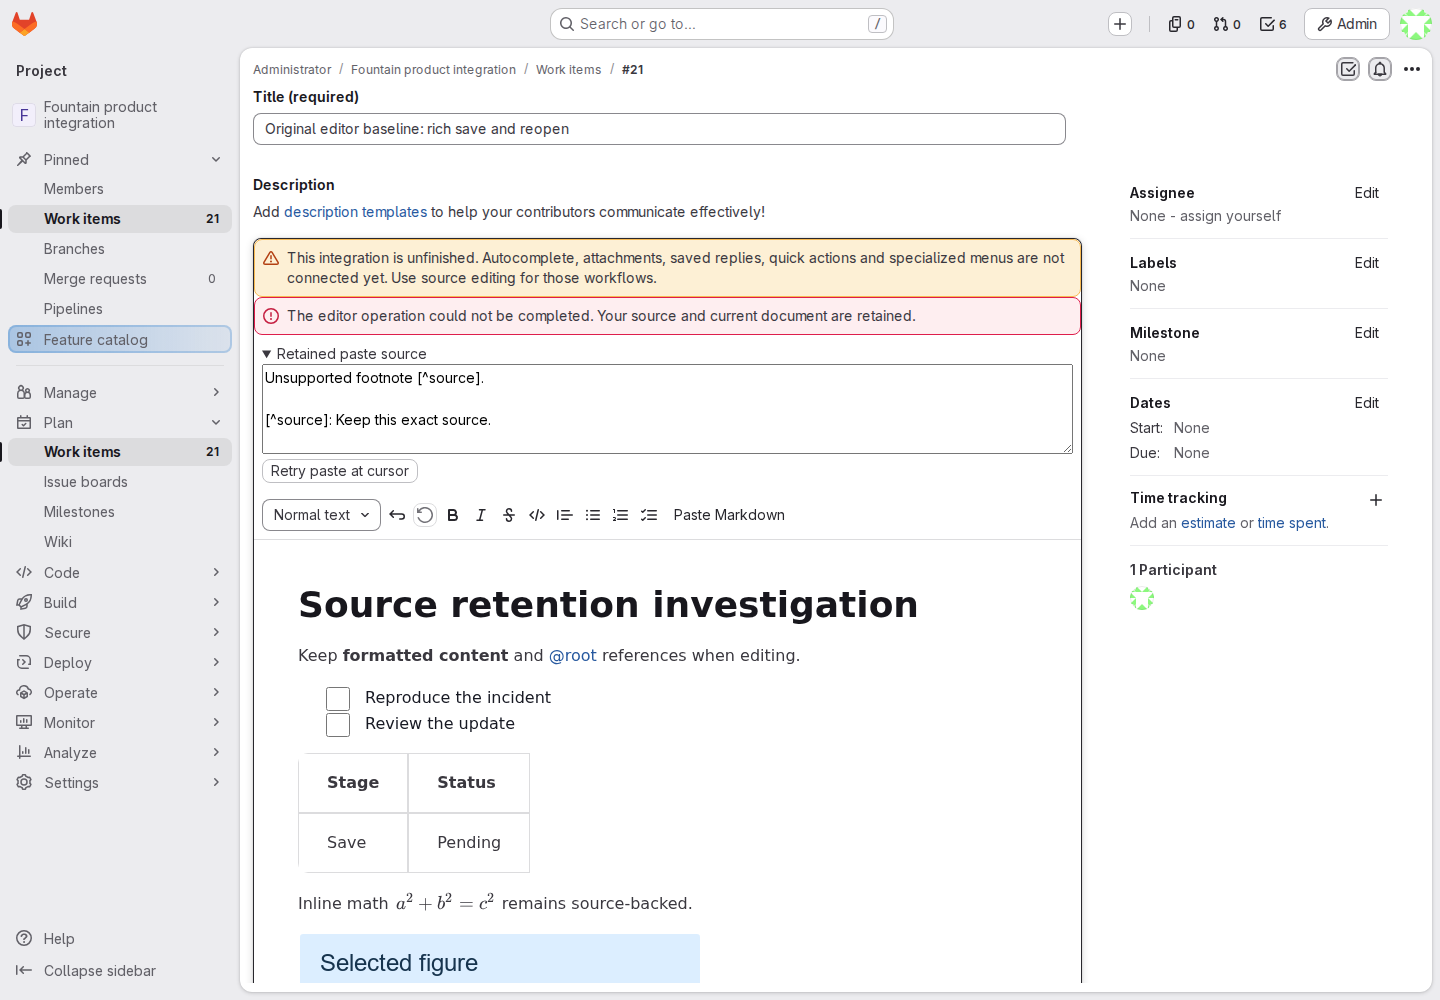 Search or go to...
/
0
0
6
Admin
Project
F
Fountain product
integration
Pinned
Members
Work items
21
Branches
Merge requests
0
Pipelines
Feature catalog
Manage
Plan
Work items
21
Issue boards
Milestones
Wiki
Code
Build
Secure
Deploy
Operate
Monitor
Analyze
Settings
Help
Collapse sidebar
Administrator / Fountain product integration / Work items / #21
Title (required)
Original editor baseline: rich save and reopen
Description
Add description templates to help your contributors communicate effectively!
This integration is unfinished. Autocomplete, attachments, saved replies, quick actions and specialized menus are not
connected yet. Use source editing for those workflows.
The editor operation could not be completed. Your source and current document are retained.
Retained paste source
Unsupported footnote [^source].
[^source]: Keep this exact source.
Retry paste at cursor
Normal text
Paste Markdown
Source retention investigation
Keep formatted content and @root references when editing.
Reproduce the incident
Review the update
Stage Status
Save Pending
Inline math a² + b² = c² remains source-backed.
Selected figure
Assignee
Edit
None - assign yourself
Labels
Edit
None
Milestone
Edit
None
Dates
Edit
Start: None
Due: None
Time tracking
Add an estimate or time spent.
1 Participant